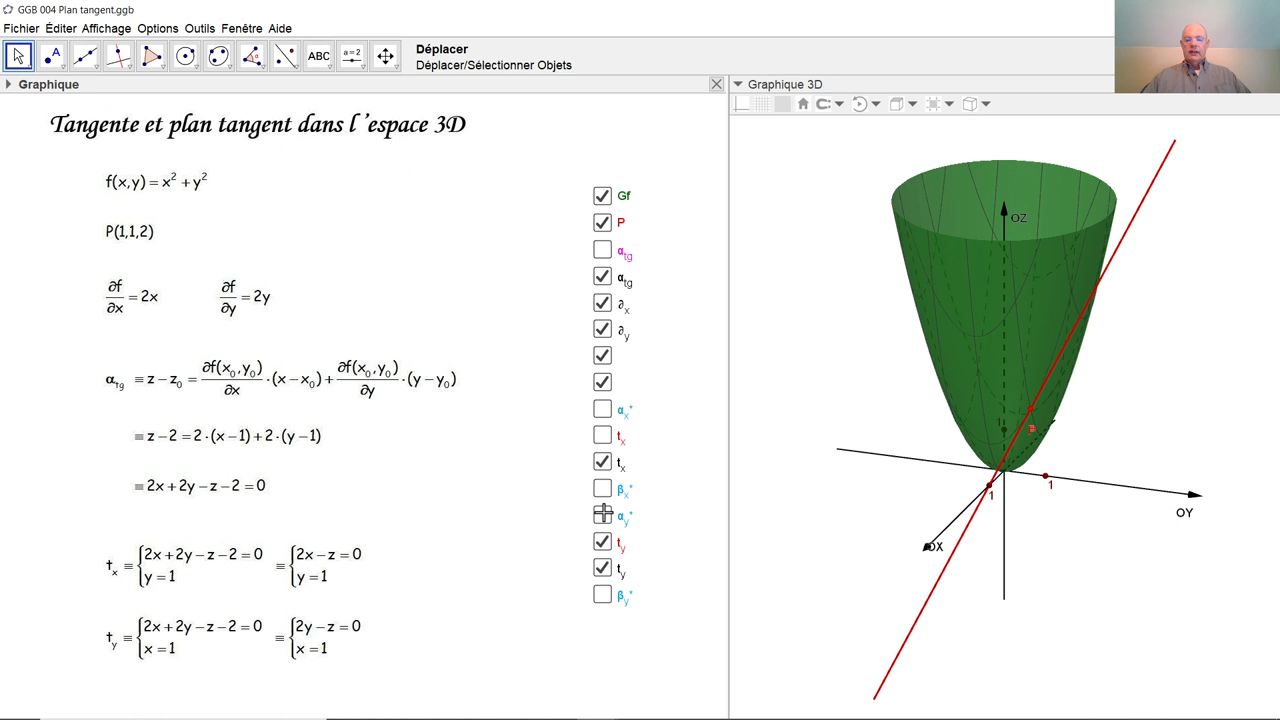 GGB 004 Plan tangent.ggb
Fichier Éditer Affichage Options Outils Fenêtre Aide
A ABC a=2
Déplacer
Déplacer/Sélectionner Objets
Graphique
Graphique 3D
Tangente et plan tangent dans l'espace 3D
f(x,y) = x² + y²
P(1,1,2)
∂f/∂x = 2x ∂f/∂y = 2y
α_tg ≡ z − z₀ = ∂f(x₀,y₀)/∂x · (x − x₀) + ∂f(x₀,y₀)/∂y · (y − y₀)
≡ z − 2 = 2 · (x − 1) + 2 · (y − 1)
≡ 2x + 2y − z − 2 = 0
t_x ≡ {2x + 2y − z − 2 = 0 ≡ {2x − z = 0
y = 1 y = 1
t_y ≡ {2x + 2y − z − 2 = 0 ≡ {2y − z = 0
x = 1 x = 1
Gf
P
α_tg
α_tg
∂_x
∂_y
α_x*
t_x
t_x
β_x*
α_y*
t_y
t_y
β_y*
OZ
1
P
1
1
OY
OX